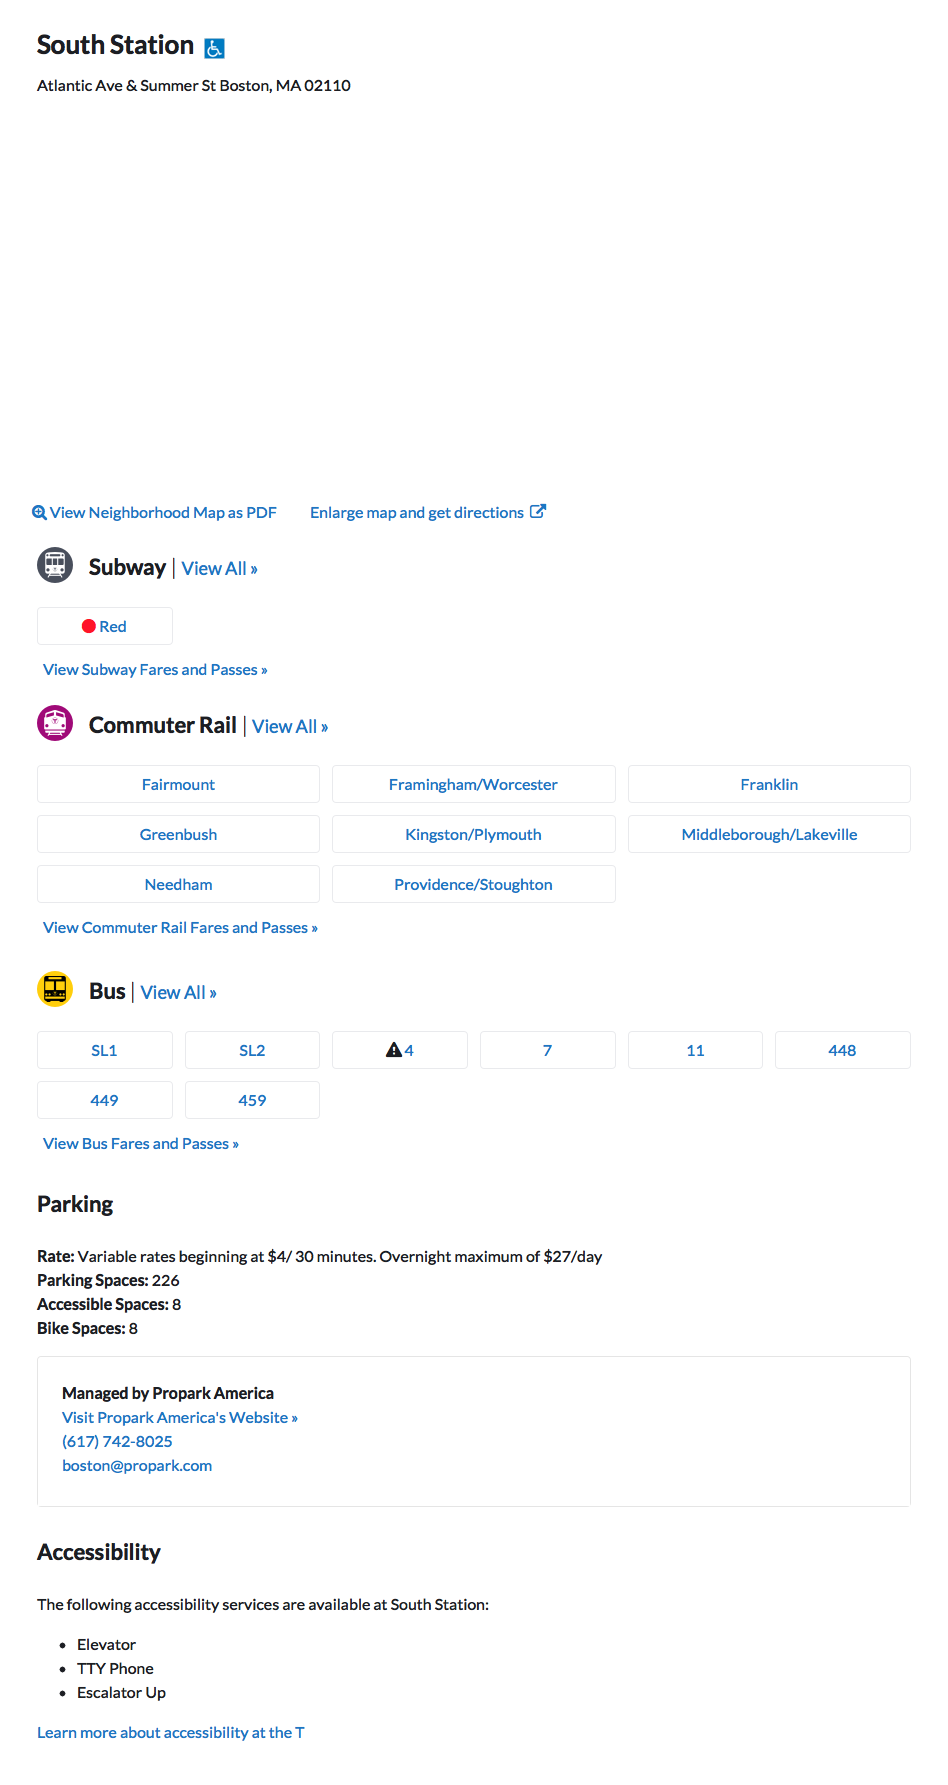 South Station
Atlantic Ave & Summer St Boston, MA 02110
View Neighborhood Map as PDF Enlarge map and get directions
Subway | View All »
Red
View Subway Fares and Passes »
Commuter Rail | View All »
Fairmount Framingham/Worcester Franklin
Greenbush Kingston/Plymouth Middleborough/Lakeville
Needham Providence/Stoughton
View Commuter Rail Fares and Passes »
Bus | View All »
SL1 SL2 4 7 11 448
449 459
View Bus Fares and Passes »
Parking
Rate: Variable rates beginning at $4/ 30 minutes. Overnight maximum of $27/day
Parking Spaces: 226
Accessible Spaces: 8
Bike Spaces: 8
Managed by Propark America
Visit Propark America's Website »
(617) 742-8025
boston@propark.com
Accessibility
The following accessibility services are available at South Station:
• Elevator
• TTY Phone
• Escalator Up
Learn more about accessibility at the T